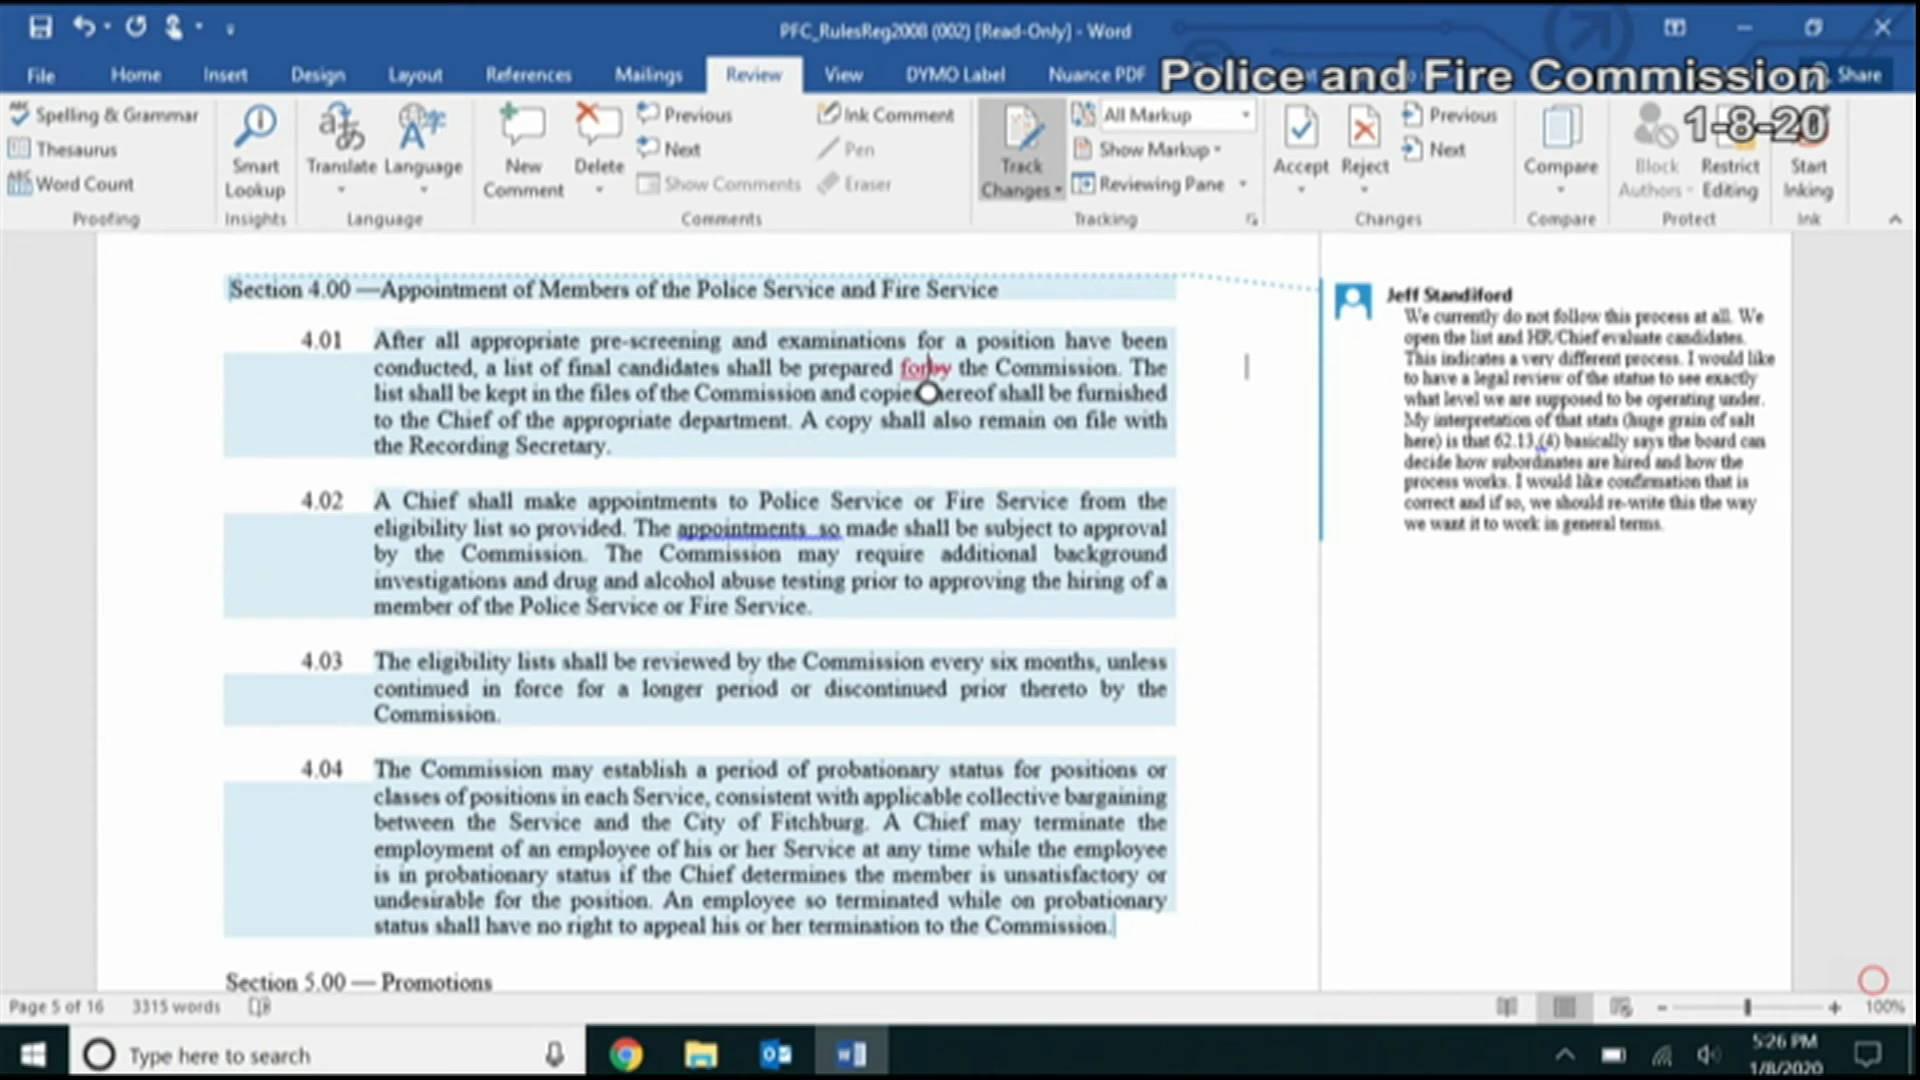 PFC_RulesReg2008 (002) [Read-Only] - Word
File Home Insert Design Layout References Mailings Review View DYMO Label Nuance PDF Share
Police and Fire Commission
1-8-20
Spelling & Grammar
Thesaurus
Word Count
Proofing
Smart Lookup
Insights
Translate Language
Language
New Comment
Delete
Previous
Next
Show Comments
Ink Comment
Pen
Eraser
Comments
Track Changes
All Markup
Show Markup
Reviewing Pane
Tracking
Accept
Reject
Previous
Next
Changes
Compare
Compare
Block Authors
Restrict Editing
Protect
Start Inking
Ink
Section 4.00 —Appointment of Members of the Police Service and Fire Service
4.01 After all appropriate pre-screening and examinations for a position have been
conducted, a list of final candidates shall be prepared forby the Commission. The
list shall be kept in the files of the Commission and copies hereof shall be furnished
to the Chief of the appropriate department. A copy shall also remain on file with
the Recording Secretary.
4.02 A Chief shall make appointments to Police Service or Fire Service from the
eligibility list so provided. The appointments so made shall be subject to approval
by the Commission. The Commission may require additional background
investigations and drug and alcohol abuse testing prior to approving the hiring of a
member of the Police Service or Fire Service.
4.03 The eligibility lists shall be reviewed by the Commission every six months, unless
continued in force for a longer period or discontinued prior thereto by the
Commission.
4.04 The Commission may establish a period of probationary status for positions or
classes of positions in each Service, consistent with applicable collective bargaining
between the Service and the City of Fitchburg. A Chief may terminate the
employment of an employee of his or her Service at any time while the employee
is in probationary status if the Chief determines the member is unsatisfactory or
undesirable for the position. An employee so terminated while on probationary
status shall have no right to appeal his or her termination to the Commission.
Section 5.00 — Promotions
Jeff Standiford
We currently do not follow this process at all. We
open the list and HR/Chief evaluate candidates.
This indicates a very different process. I would like
to have a legal review of the statue to see exactly
what level we are supposed to be operating under.
My interpretation of that stats (huge grain of salt
here) is that 62.13.(4) basically says the board can
decide how subordinates are hired and how the
process works. I would like confirmation that is
correct and if so, we should re-write this the way
we want it to work in general terms.
Page 5 of 16 3315 words 100%
Type here to search
5:26 PM
1/8/2020